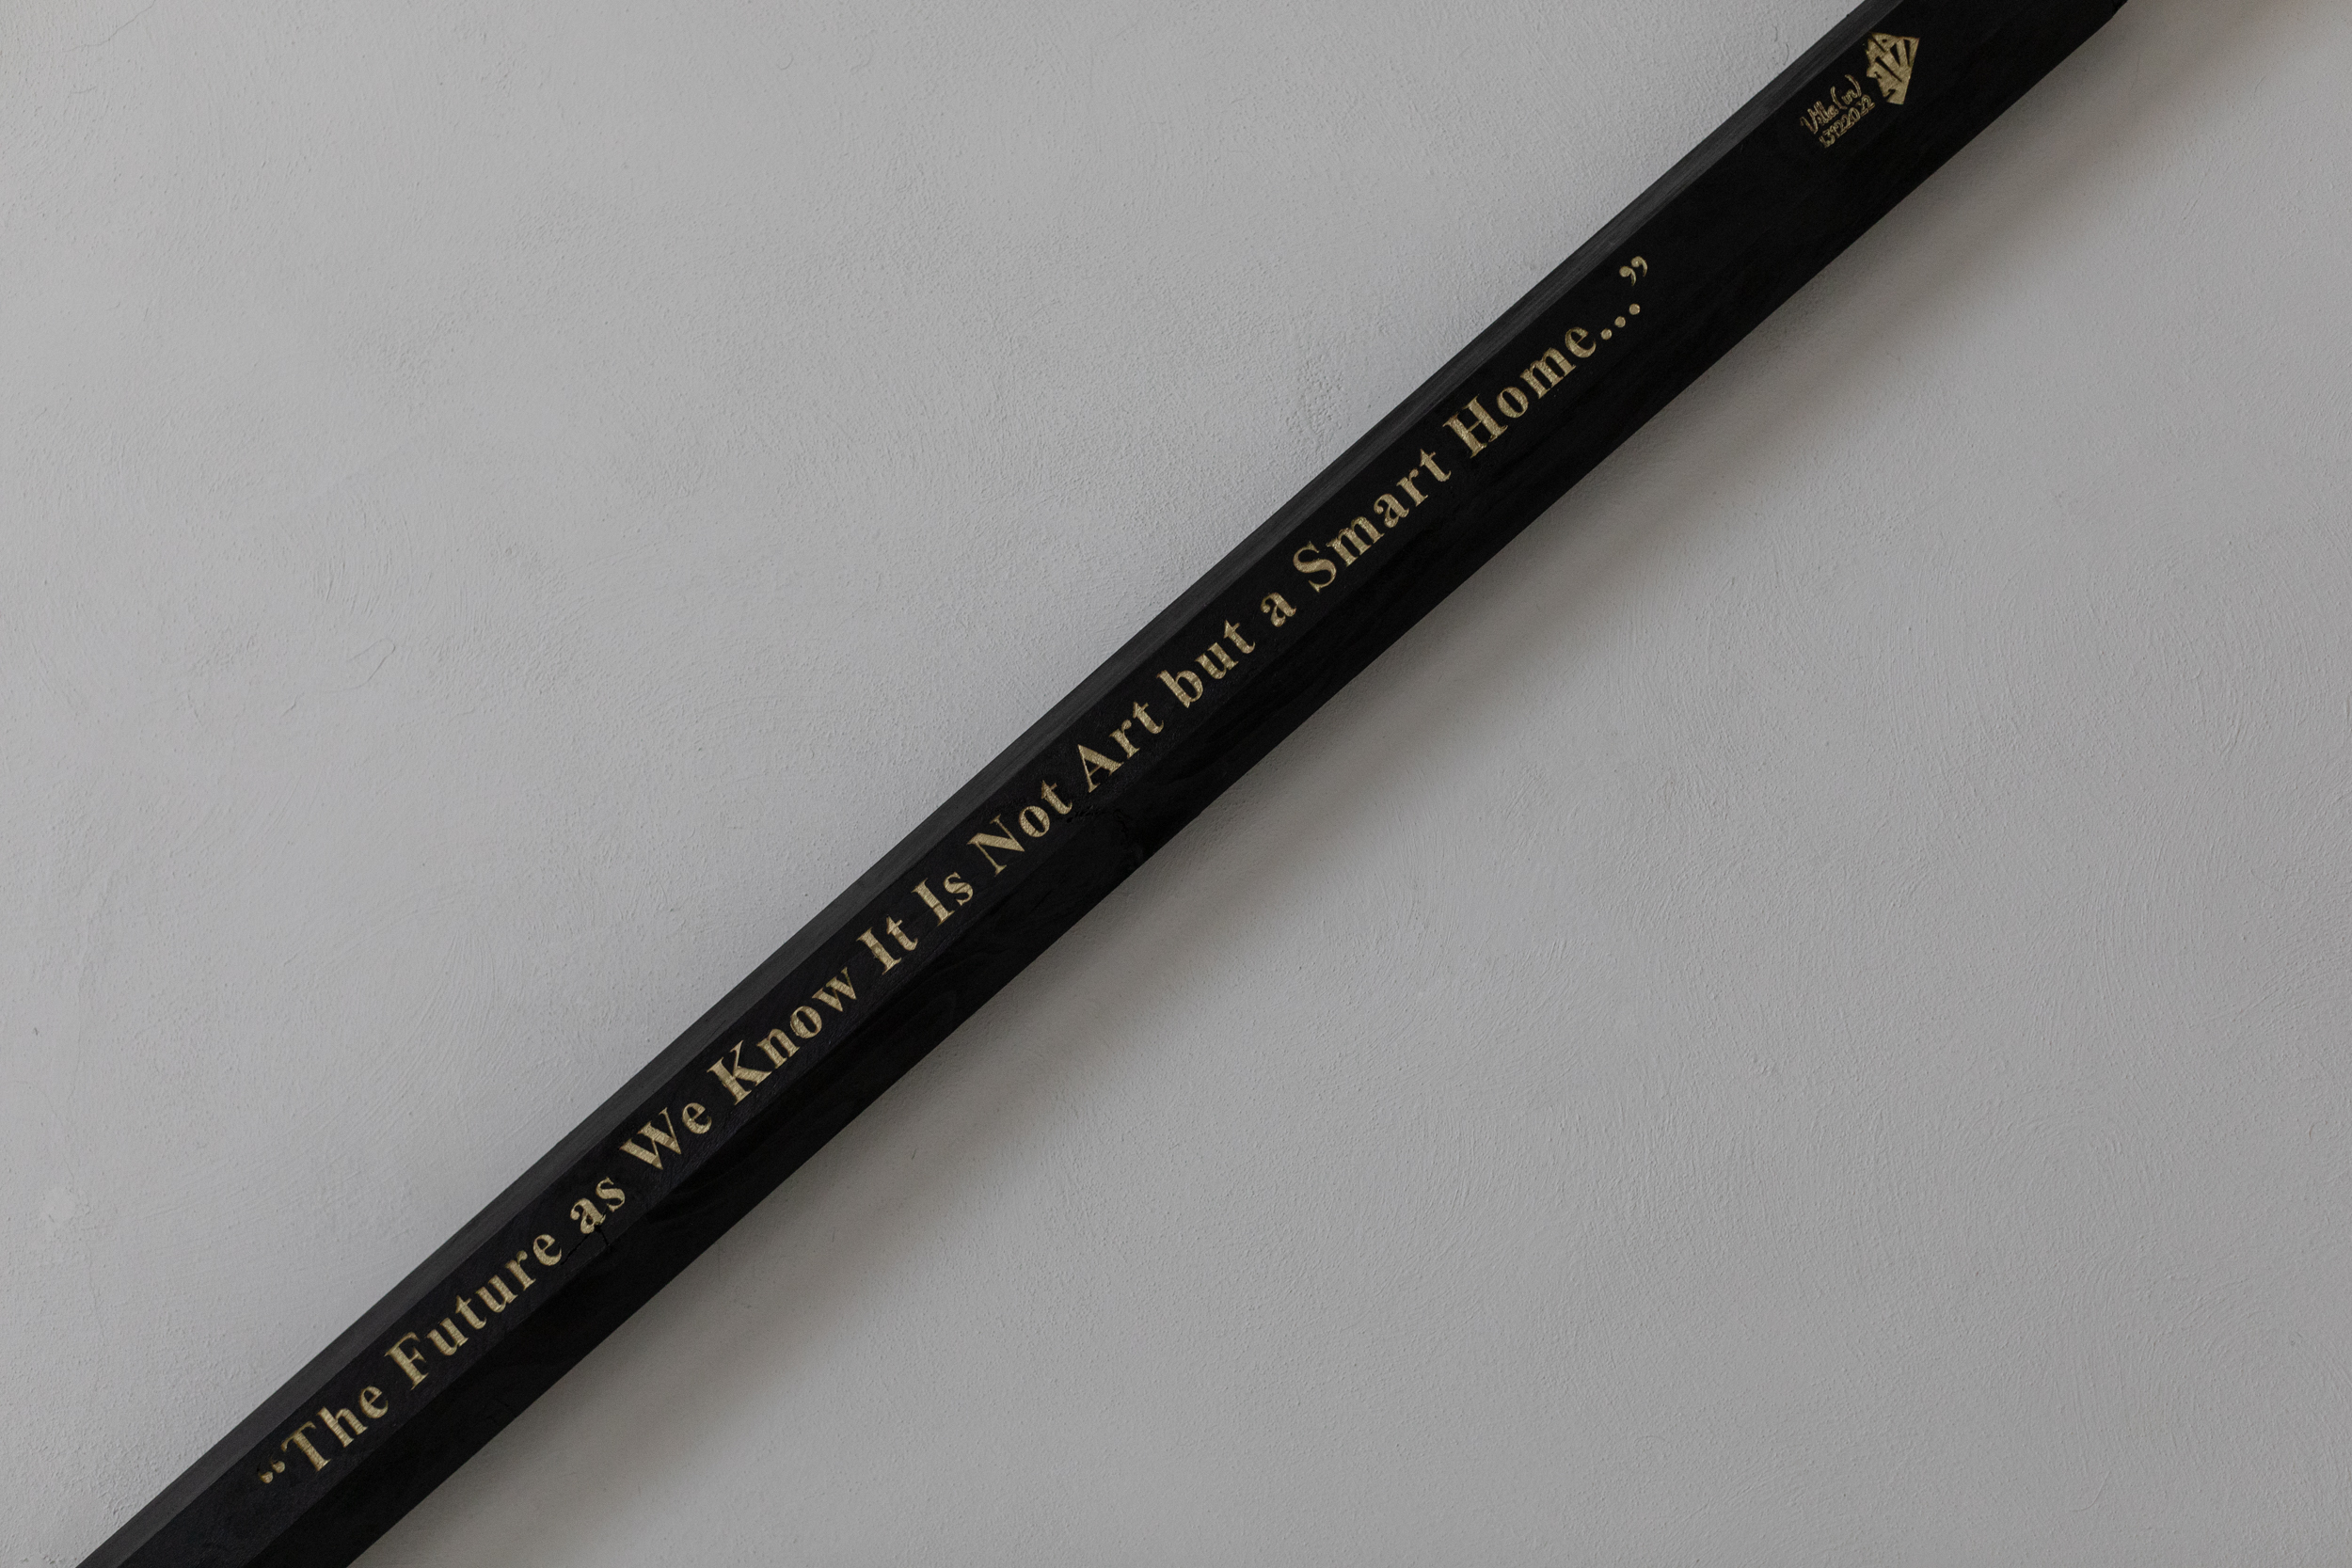 “The Future as We Know It Is Not Art but a Smart Home...”